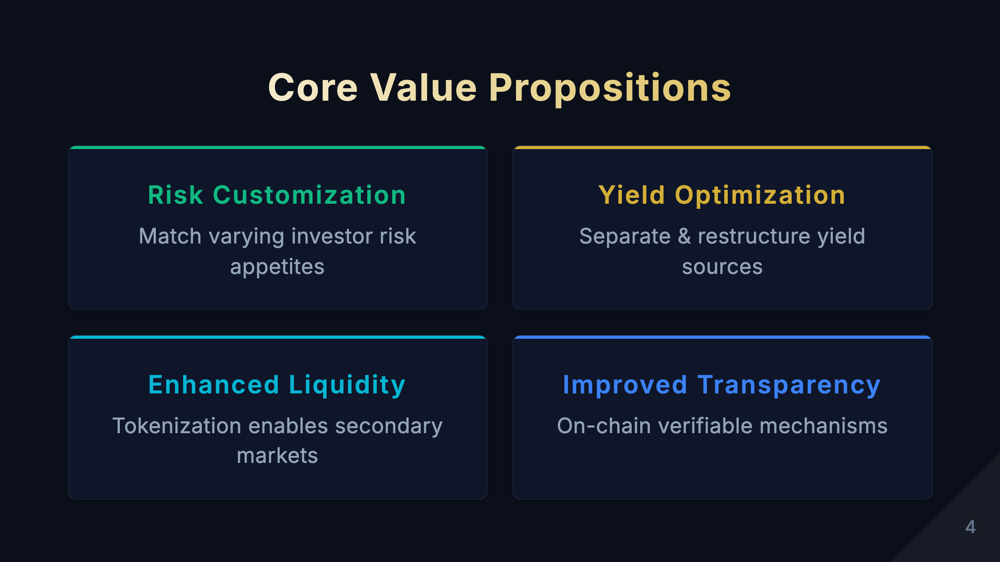 Core Value Propositions
Risk Customization
Match varying investor risk
appetites
Yield Optimization
Separate & restructure yield
sources
Enhanced Liquidity
Tokenization enables secondary
markets
Improved Transparency
On-chain verifiable mechanisms
4